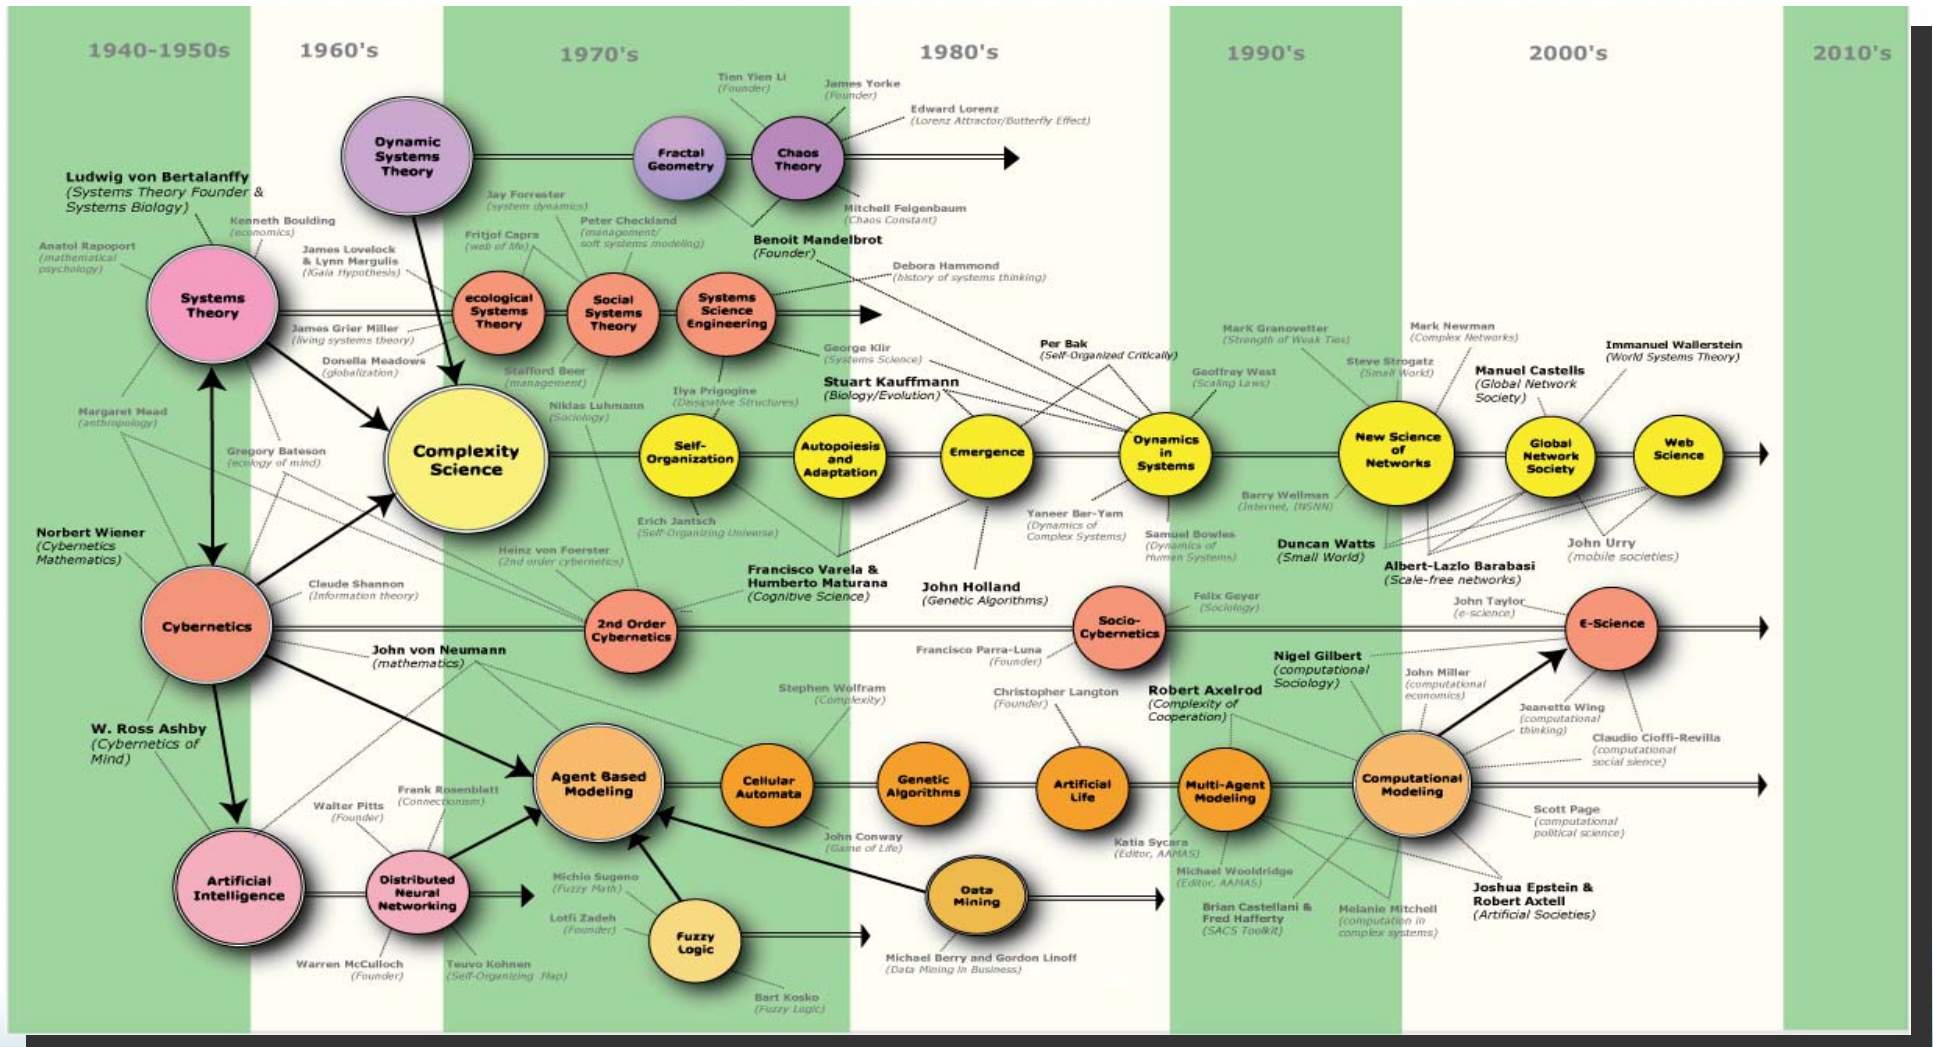 1940-1950s
1960's
1970's
1980's
1990's
2000's
2010's
Tien Yien Li
(Founder)
James Yorke
(Founder)
Edward Lorenz
(Lorenz Attractor/Butterfly Effect)
Dynamic
Systems
Theory
Fractal
Geometry
Chaos
Theory
Mitchell Feigenbaum
(Chaos Constant)
Benoit Mandelbrot
(Founder)
Ludwig von Bertalanffy
(Systems Theory Founder &
Systems Biology)
Kenneth Boulding
(economics)
Anatol Rapoport
(mathematical
psychology)
James Lovelock
& Lynn Margulis
(IGaia Hypothesis)
Jay Forrester
(system dynamics)
Fritjof Capra
(web of life)
Peter Checkland
(management/
soft systems modeling)
Debora Hammond
(history of systems thinking)
Systems
Theory
ecological
Systems
Theory
Social
Systems
Theory
Systems
Science
Engineering
James Grier Miller
(living systems theory)
Donella Meadows
(globalization)
Stafford Beer
(management)
Niklas Luhmann
(Sociology)
George Klir
(Systems Science)
Ilya Prigogine
(Dissipative Structures)
Stuart Kauffmann
(Biology/Evolution)
Per Bak
(Self-Organized Critically)
Geoffrey West
(Scaling Laws)
MarK Granovetter
(Strength of Weak Ties)
Steve Strogatz
(Small World)
Mark Newman
(Complex Networks)
Manuel Castells
(Global Network
Society)
Immanuel Wallerstein
(World Systems Theory)
Margaret Mead
(anthropology)
Gregory Bateson
(ecology of mind)
Complexity
Science
Self-
Organization
Autopoiesis
and
Adaptation
Emergence
Dynamics
in
Systems
New Science
of
Networks
Global
Network
Society
Web
Science
Erich Jantsch
(Self-Organizing Universe)
Yaneer Bar-Yam
(Dynamics of
Complex Systems)
Samuel Bowles
(Dynamics of
Human Systems)
Barry Wellman
(Internet, INSNN)
Duncan Watts
(Small World)
Albert-Lazlo Barabasi
(Scale-free networks)
John Urry
(mobile societies)
Norbert Wiener
(Cybernetics
Mathematics)
Claude Shannon
(Information theory)
Heinz von Foerster
(2nd order cybernetics)
Francisco Varela &
Humberto Maturana
(Cognitive Science)
John Holland
(Genetic Algorithms)
Felix Geyer
(Sociology)
John Taylor
(e-science)
Cybernetics
2nd Order
Cybernetics
Socio-
Cybernetics
E-Science
Francisco Parra-Luna
(Founder)
John von Neumann
(mathematics)
Nigel Gilbert
(computational
Sociology)
John Miller
(computational
economics)
Jeanette Wing
(computational
thinking)
Claudio Cioffi-Revilla
(computational
social sience)
W. Ross Ashby
(Cybernetics of
Mind)
Stephen Wolfram
(Complexity)
Christopher Langton
(Founder)
Robert Axelrod
(Complexity of
Cooperation)
Agent Based
Modeling
Cellular
Automata
Genetic
Algorithms
Artificial
Life
Multi-Agent
Modeling
Computational
Modeling
Walter Pitts
(Founder)
Frank Rosenblatt
(Connectionism)
John Conway
(Game of Life)
Katia Sycara
(Editor, AAMAS)
Michael Wooldridge
(Editor, AAMAS)
Scott Page
(computational
political science)
Artificial
Intelligence
Distributed
Neural
Networking
Michio Sugeno
(Fuzzy Math)
Lotfi Zadeh
(Founder)
Fuzzy
Logic
Data
Mining
Brian Castellani &
Fred Hafferty
(SACS Toolkit)
Melanie Mitchell
(computation in
complex systems)
Joshua Epstein &
Robert Axtell
(Artificial Societies)
Warren McCulloch
(Founder)
Teuvo Kohnen
(Self-Organizing Map)
Michael Berry and Gordon Linoff
(Data Mining in Business)
Bart Kosko
(Fuzzy Logic)